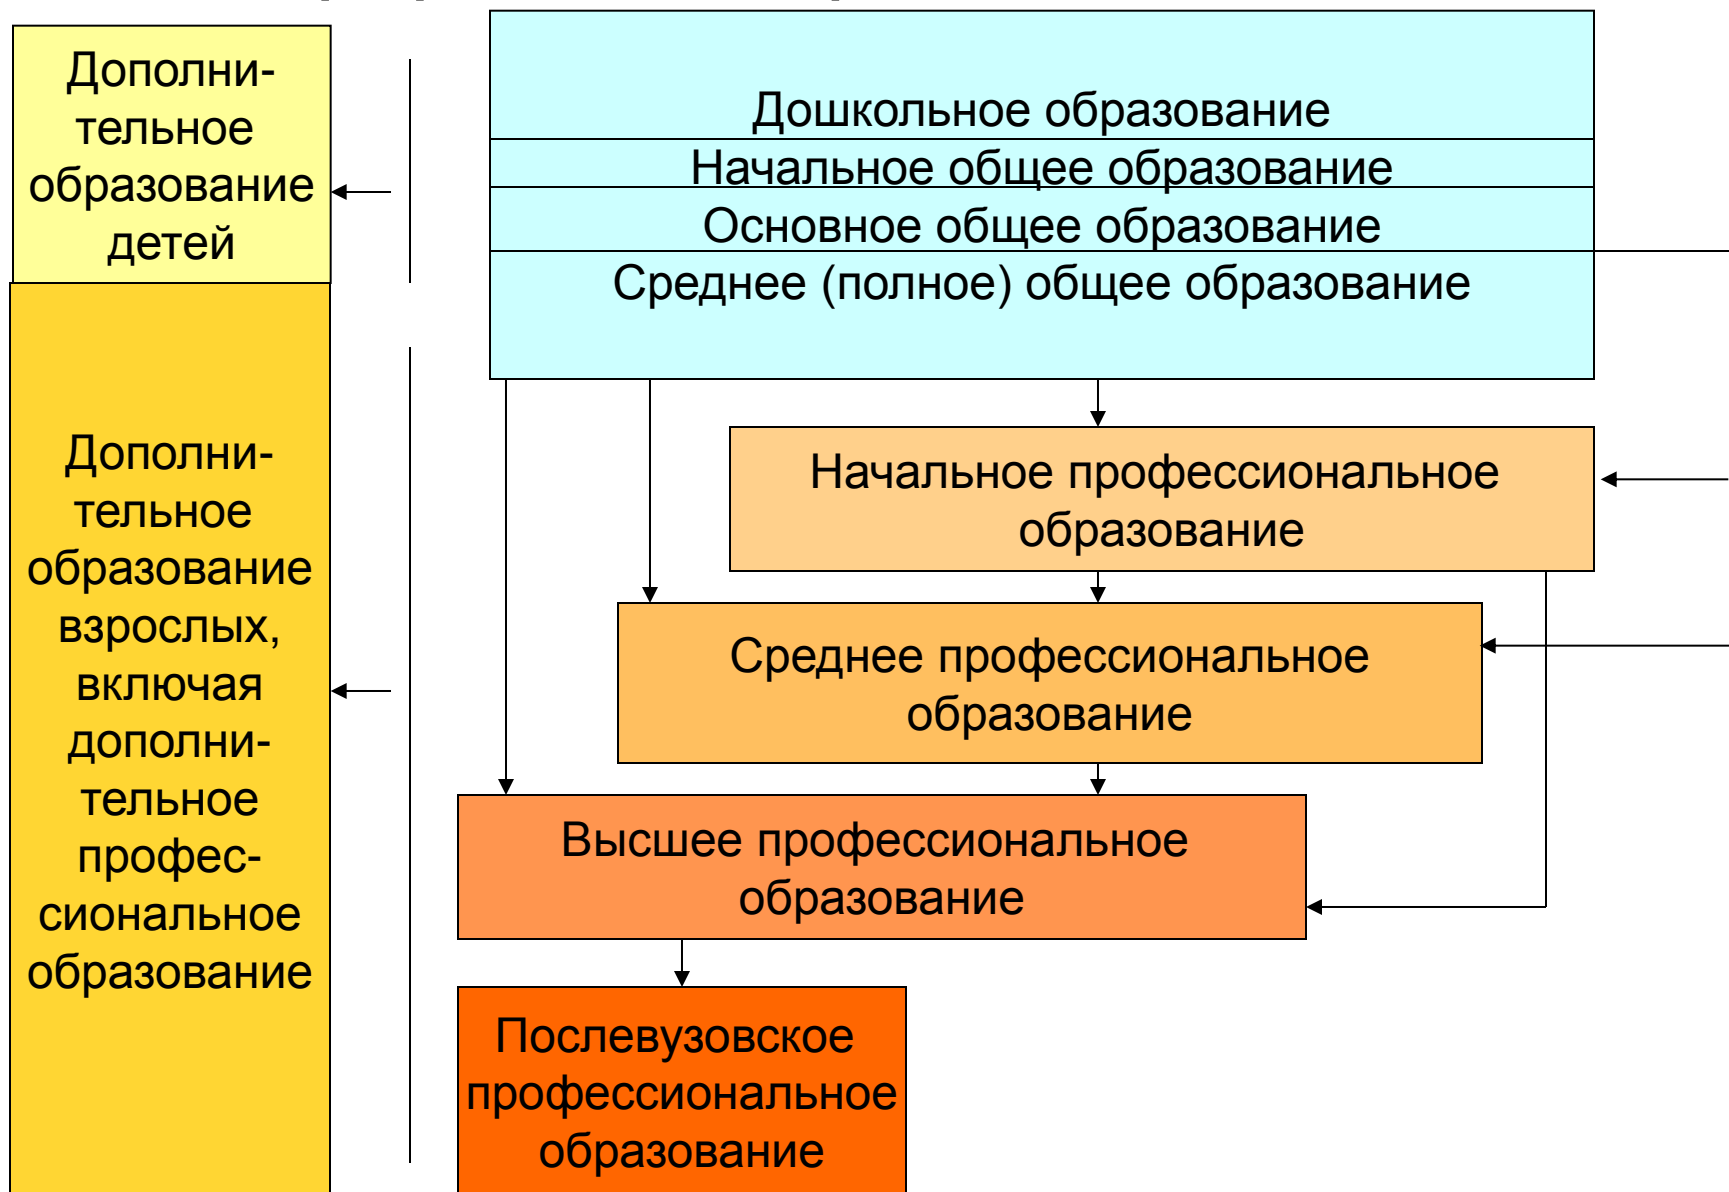 Дополни-
тельное
образование
детей
Дополни-
тельное
образование
взрослых,
включая
дополни-
тельное
профес-
сиональное
образование
Дошкольное образование
Начальное общее образование
Основное общее образование
Среднее (полное) общее образование
Начальное профессиональное
образование
Среднее профессиональное
образование
Высшее профессиональное
образование
Послевузовское
профессиональное
образование